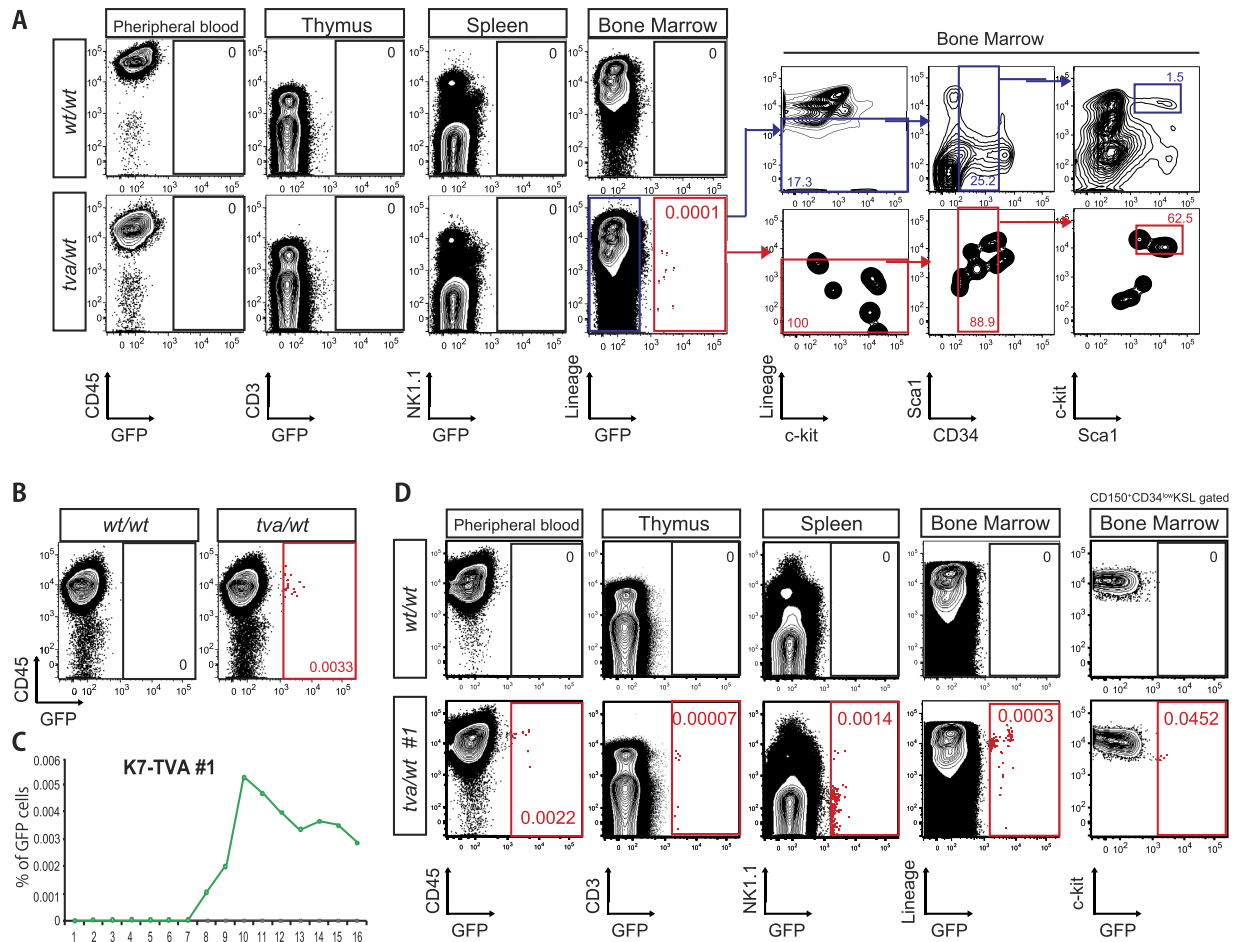 A
Pheripheral blood
Thymus
Spleen
Bone Marrow
Bone Marrow
wt/wt
0
0
0
0
17.3
25.2
1.5
tva/wt
0
0
0
0.0001
100
88.9
62.5
CD45
GFP
CD3
GFP
NK1.1
GFP
Lineage
GFP
Lineage
c-kit
Sca1
CD34
c-kit
Sca1
B
wt/wt
tva/wt
0
0.0033
CD45
GFP
C
K7-TVA #1
% of GFP cells
0.006
0.005
0.004
0.003
0.002
0.001
0
1 2 3 4 5 6 7 8 9 10 11 12 13 14 15 16
D
CD150⁺CD34ˡᵒʷKSL gated
Pheripheral blood
Thymus
Spleen
Bone Marrow
Bone Marrow
wt/wt
0
0
0
0
0
tva/wt #1
0.0022
0.00007
0.0014
0.0003
0.0452
CD45
GFP
CD3
GFP
NK1.1
GFP
Lineage
GFP
c-kit
GFP